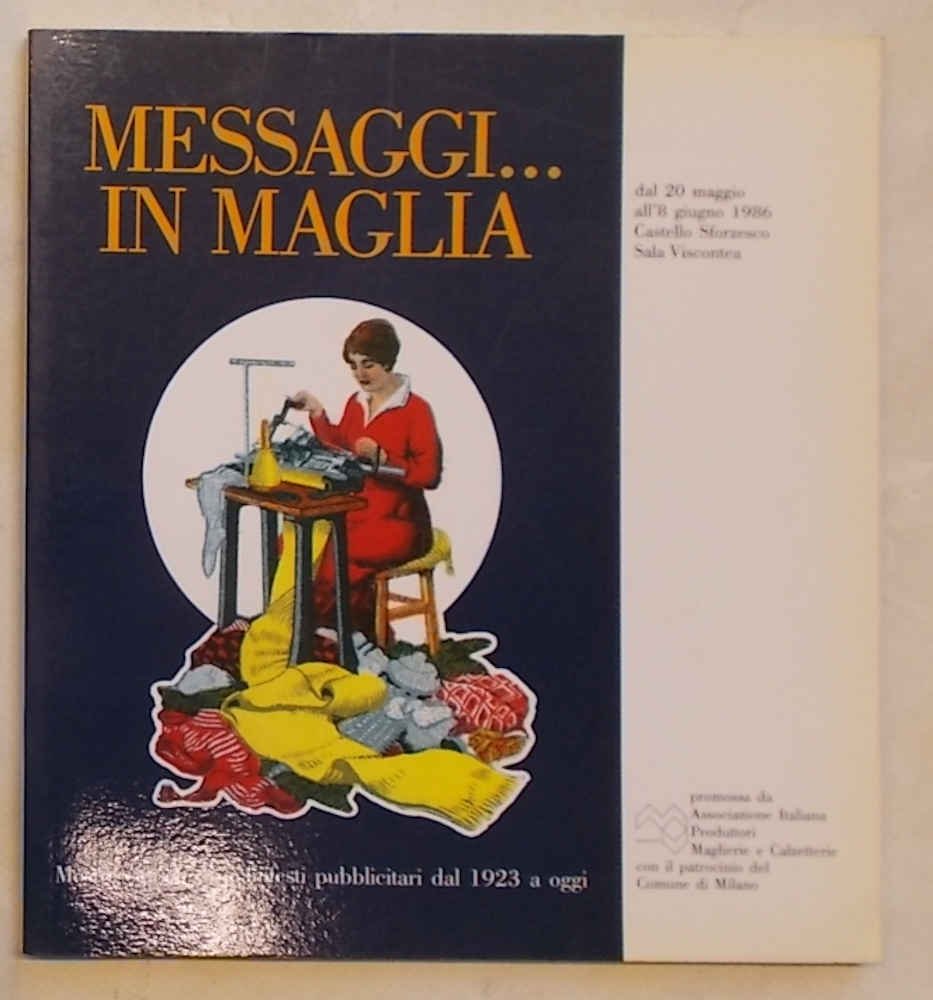 MESSAGGI...
IN MAGLIA
dal 20 maggio
all'8 giugno 1986
Castello Sforzesco
Sala Viscontea
pubblicitari dal 1923 a oggi
promossa da
Associazione Italiana
Produttori
Maglierie e Calzetterie
con il patrocinio del
Comune di Milano